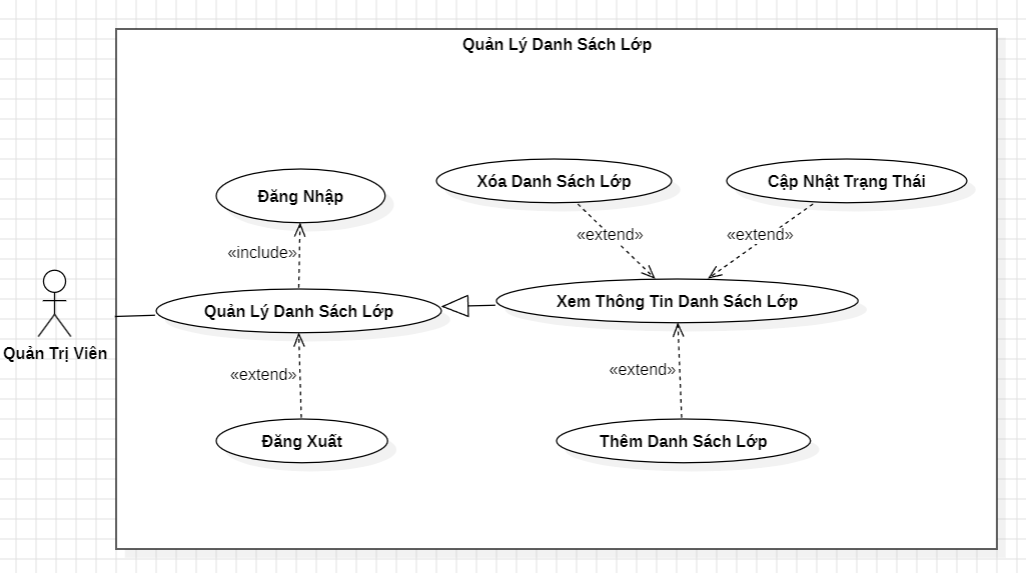 Quản Lý Danh Sách Lớp
Đăng Nhập
Xóa Danh Sách Lớp
Cập Nhật Trạng Thái
«include»
«extend»
«extend»
Quản Trị Viên
Quản Lý Danh Sách Lớp
Xem Thông Tin Danh Sách Lớp
«extend»
«extend»
Đăng Xuất
Thêm Danh Sách Lớp